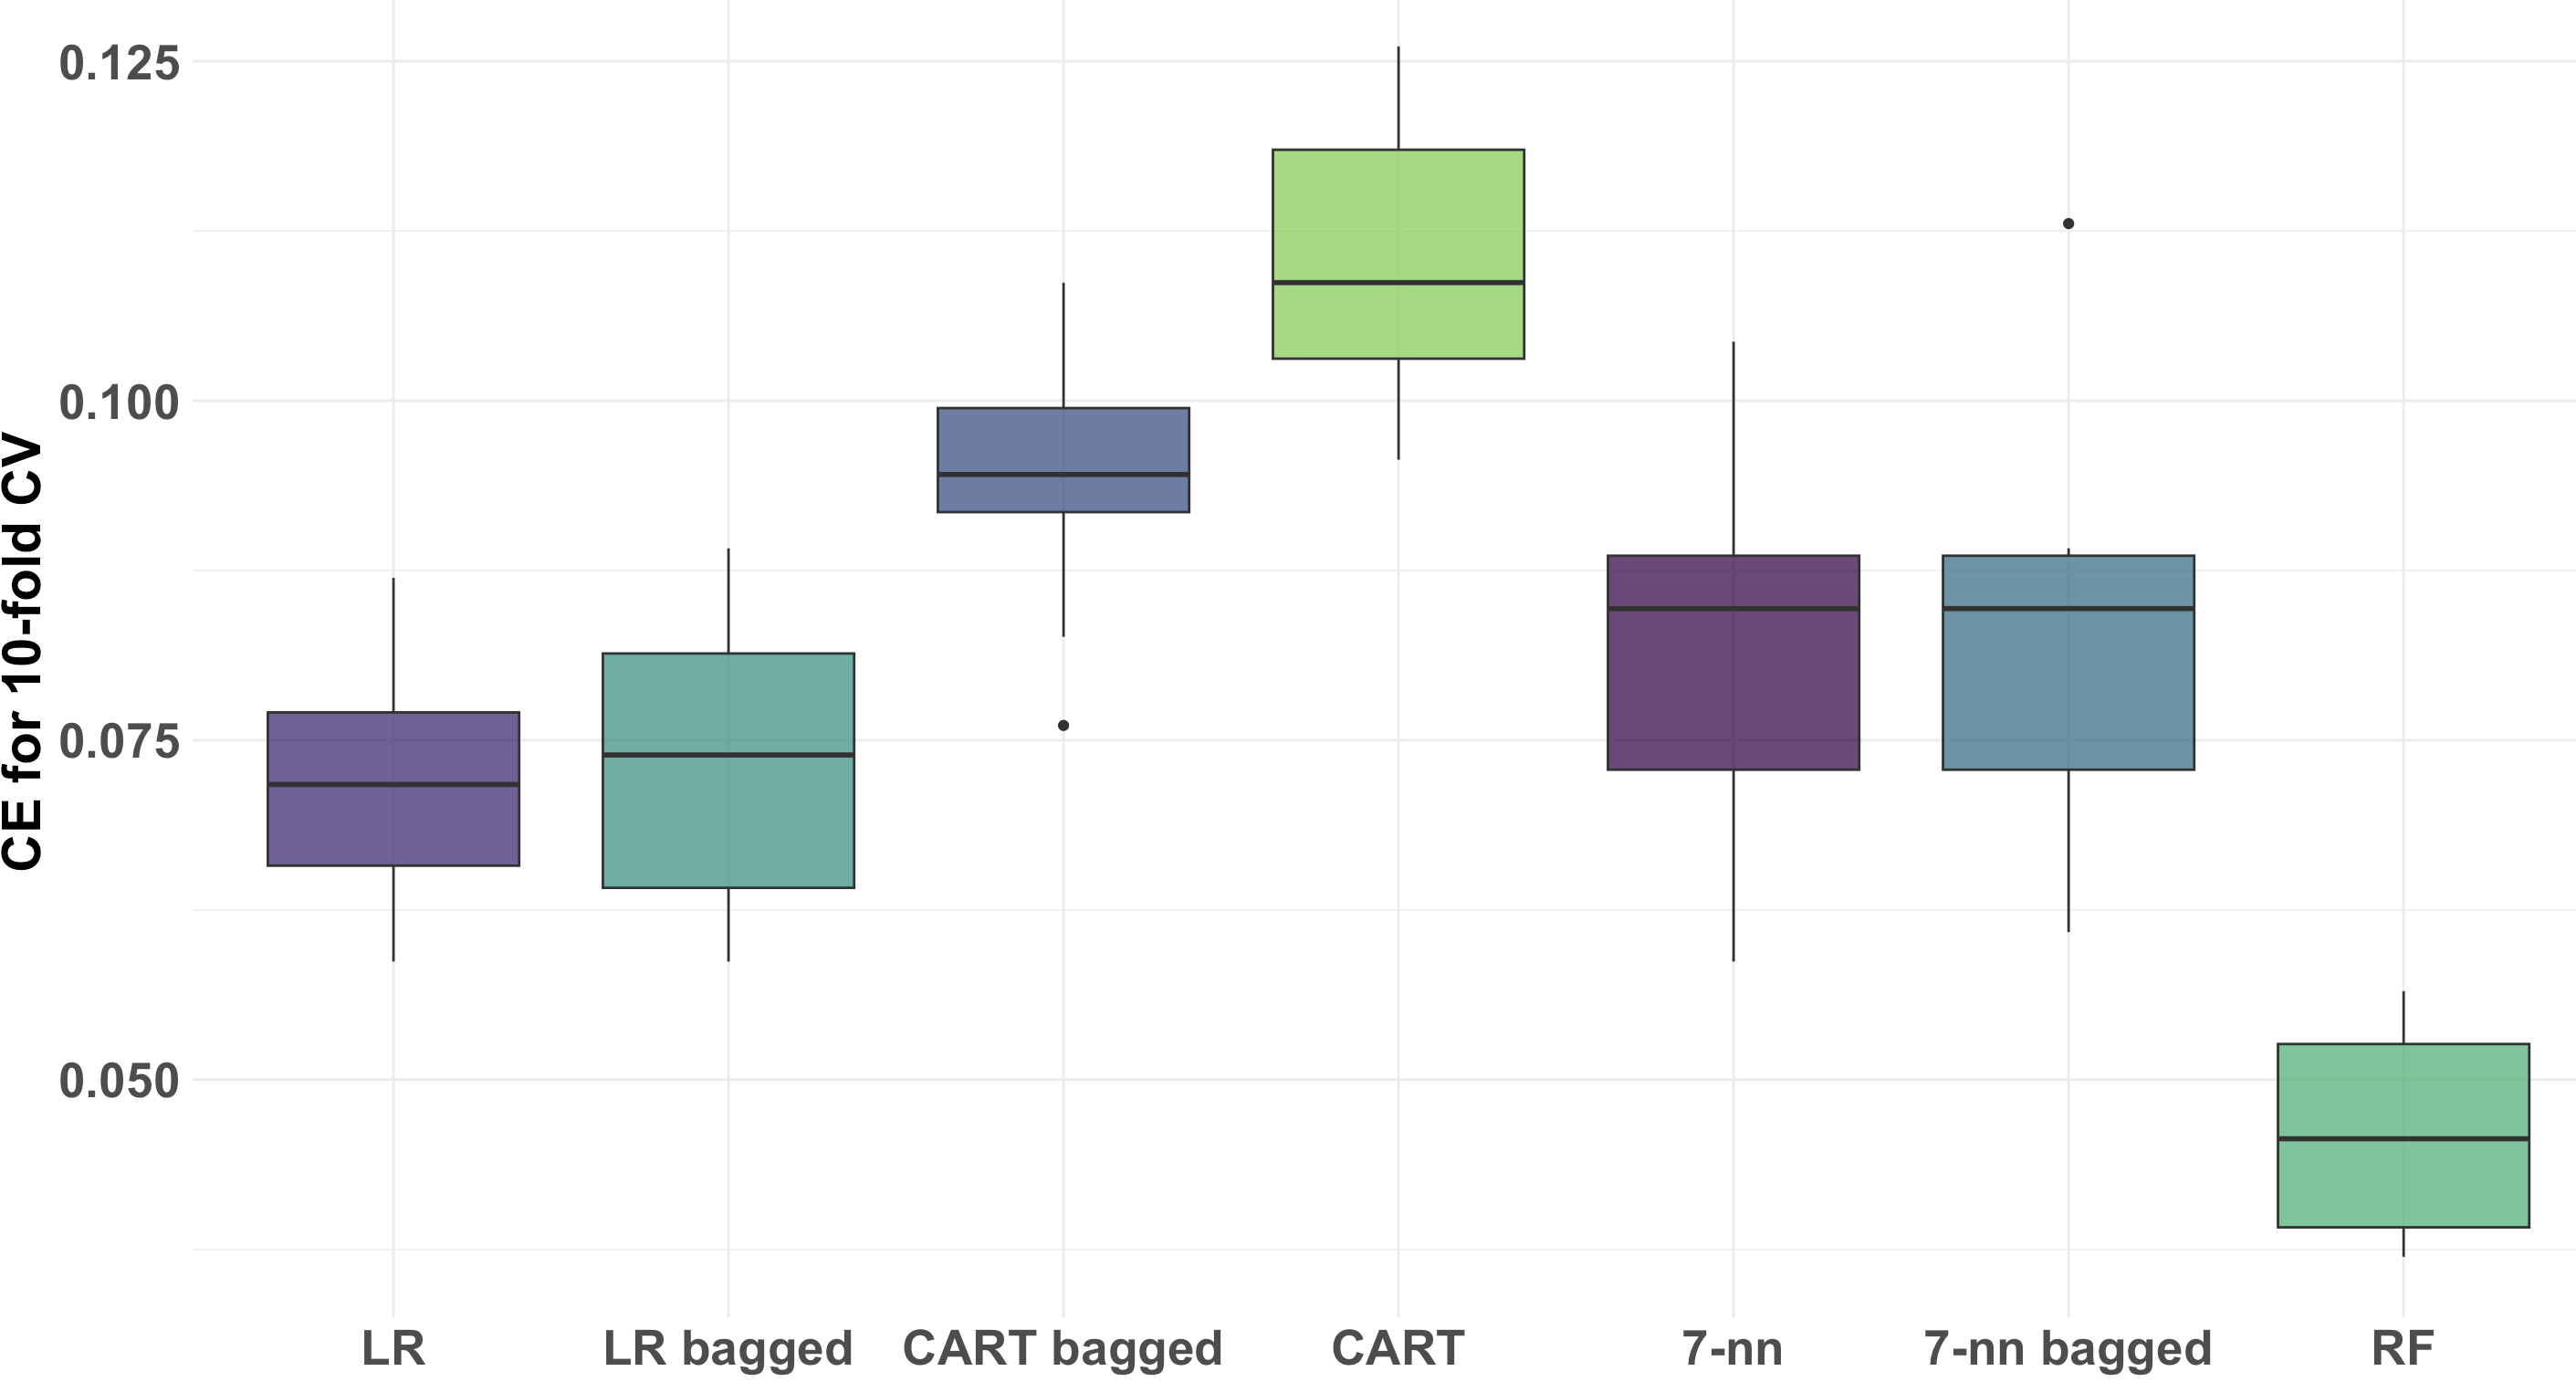 CE for 10-fold CV
0.125
0.100
0.075
0.050
LR
LR bagged
CART bagged
CART
7-nn
7-nn bagged
RF